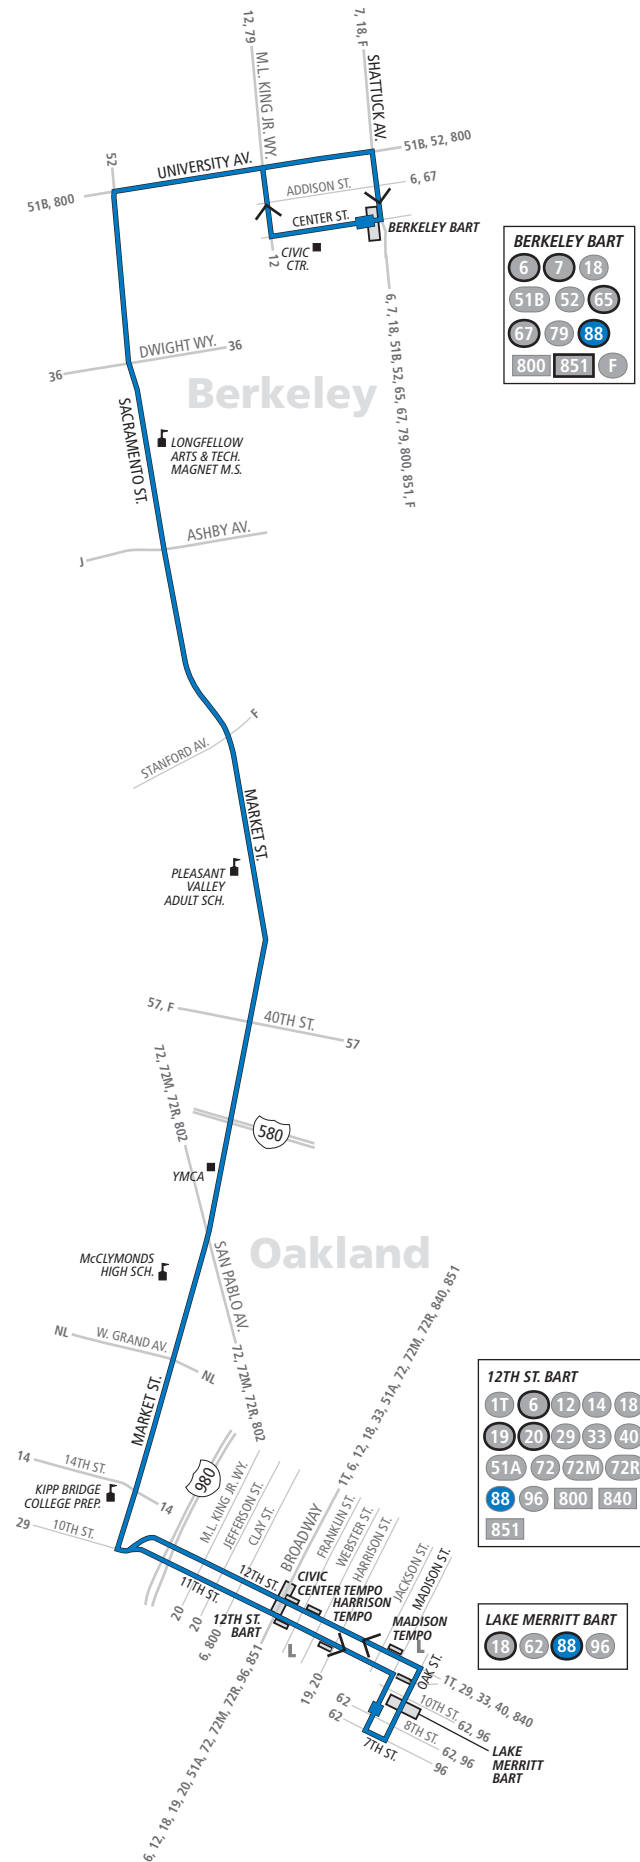 12, 79
M.L. KING JR. WY.
7, 18, F
SHATTUCK AV.
52
UNIVERSITY AV.
51B, 52, 800
51B, 800
ADDISON ST.
6, 67
CENTER ST.
BERKELEY BART
12
CIVIC
CTR.
BERKELEY BART
6
7
18
51B
52
65
67
79
88
800
851
F
6, 7, 18, 51B, 52, 65, 67, 79, 800, 851, F
DWIGHT WY.
36
36
Berkeley
SACRAMENTO ST.
LONGFELLOW
ARTS & TECH.
MAGNET M.S.
ASHBY AV.
J
F
STANFORD AV.
MARKET ST.
PLEASANT
VALLEY
ADULT SCH.
57, F
40TH ST.
57
72, 72M, 72R, 802
580
YMCA
Oakland
McCLYMONDS
HIGH SCH.
SAN PABLO AV.
72, 72M, 72R, 802
NL
W. GRAND AV.
NL
MARKET ST.
1T, 6, 12, 18, 33, 51A, 72, 72M, 72R, 840, 851
12TH ST. BART
1T
6
12
14
18
19
20
29
33
40
51A
72
72M
72R
88
96
800
840
851
14
14TH ST.
14
KIPP BRIDGE
COLLEGE PREP.
29
10TH ST.
980
M.L. KING JR. WY.
JEFFERSON ST.
CLAY ST.
BROADWAY
FRANKLIN ST.
WEBSTER ST.
HARRISON ST.
JACKSON ST.
MADISON ST.
12TH ST.
11TH ST.
CIVIC
CENTER TEMPO
HARRISON
TEMPO
MADISON
TEMPO
12TH ST.
BART
20
20
6, 800
L
L
19, 20
OAK ST.
1T, 29, 33, 40, 840
10TH ST.
62, 96
8TH ST.
62, 96
62
62
7TH ST.
96
LAKE
MERRITT
BART
6, 12, 18, 19, 20, 51A, 72, 72M, 72R, 96, 851
LAKE MERRITT BART
18
62
88
96